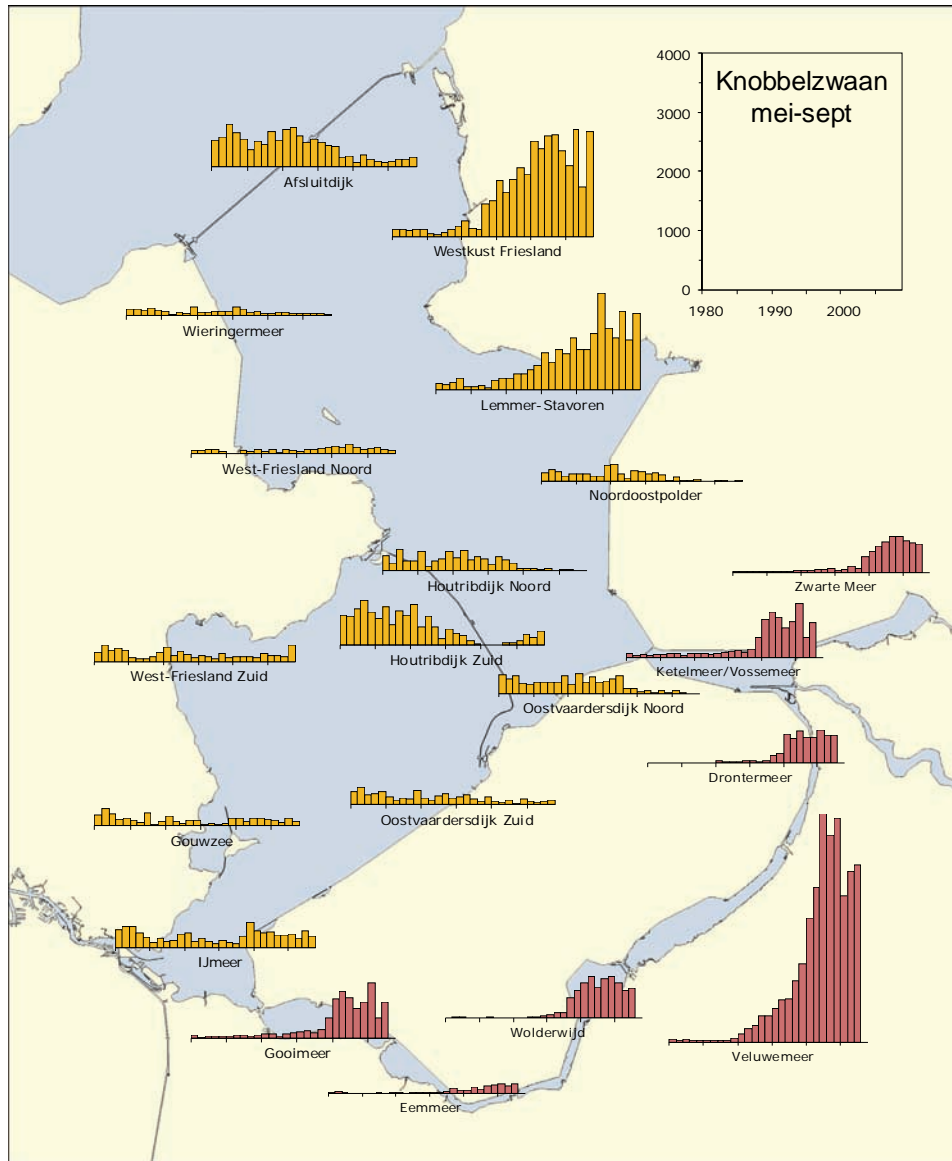 4000
Knobbelzwaan
mei-sept
3000
2000
1000
0
1980 1990 2000
Afsluitdijk
Westkust Friesland
Wieringermeer
Lemmer-Stavoren
West-Friesland Noord
Noordoostpolder
Houtribdijk Noord
Zwarte Meer
Houtribdijk Zuid
West-Friesland Zuid
Ketelmeer/Vossemeer
Oostvaardersdijk Noord
Drontermeer
Oostvaardersdijk Zuid
Gouwzee
IJmeer
Wolderwijd
Gooimeer
Veluwemeer
Eemmeer